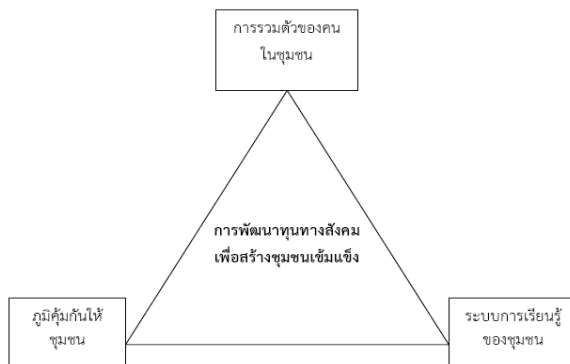 การรวมตัวของคน
ในชุมชน
การพัฒนาทุนทางสังคม
เพื่อสร้างชุมชนเข้มแข็ง
ภูมิคุ้มกันให้
ชุมชน
ระบบการเรียนรู้
ของชุมชน